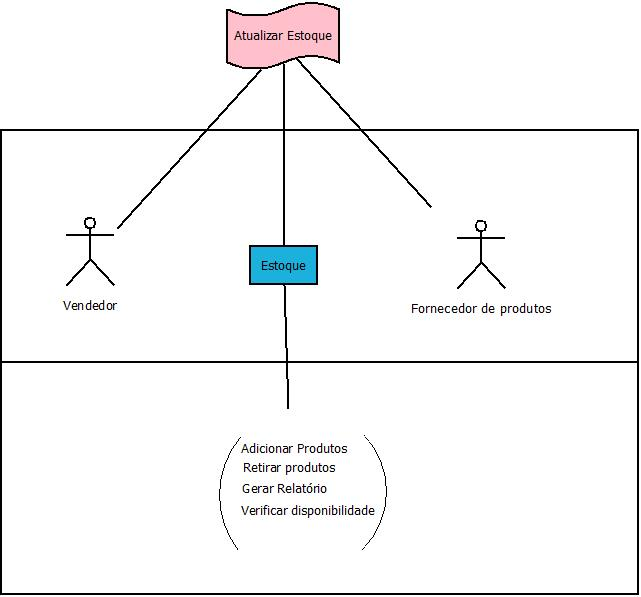 Atualizar Estoque
Estoque
Vendedor
Fornecedor de produtos
Adicionar Produtos
Retirar produtos
Gerar Relatório
Verificar disponibilidade